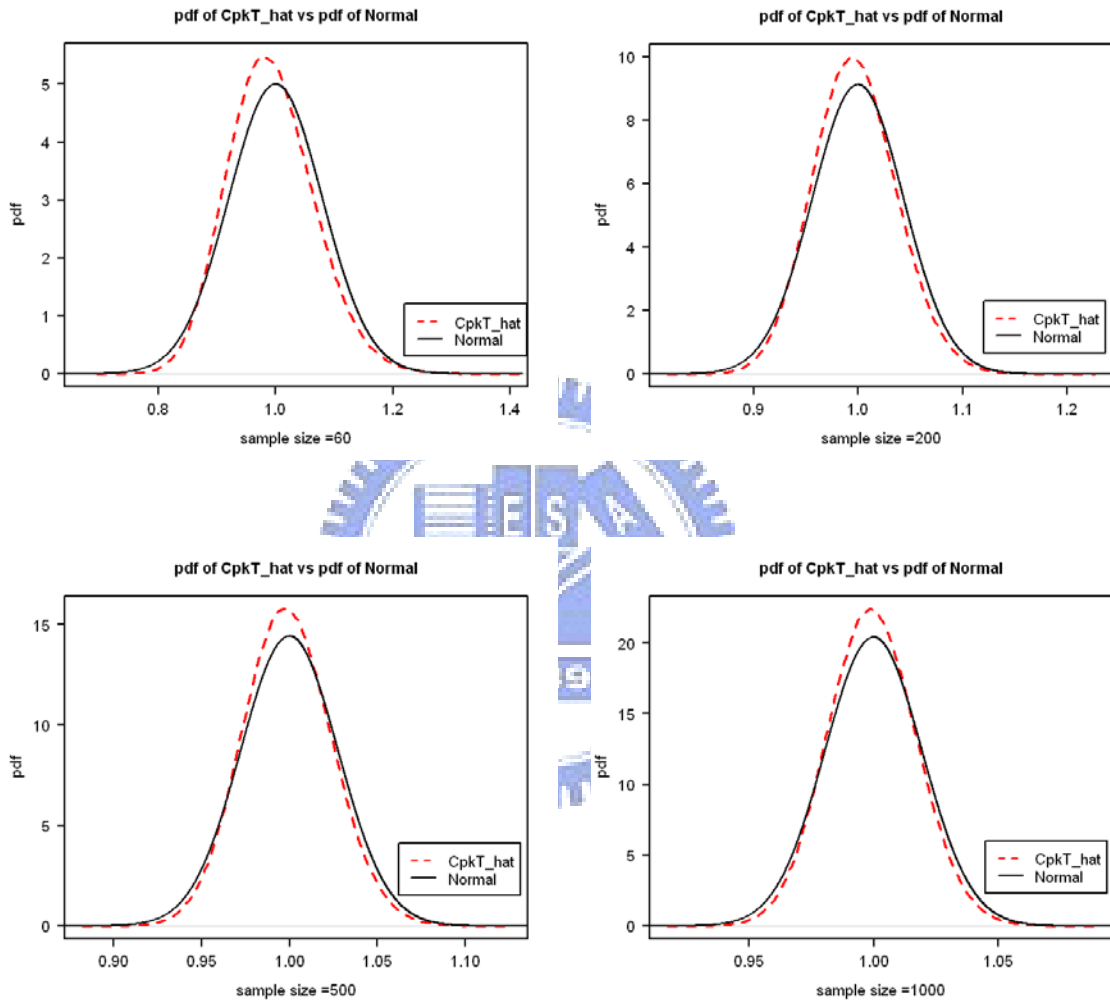 pdf of CpkT_hat vs pdf of Normal
pdf
5
4
3
2
1
0
CpkT_hat
Normal
0.8 1.0 1.2 1.4
sample size =60
pdf of CpkT_hat vs pdf of Normal
pdf
10
8
6
4
2
0
CpkT_hat
Normal
0.9 1.0 1.1 1.2
sample size =200
E S A
pdf of CpkT_hat vs pdf of Normal
pdf
15
10
5
0
CpkT_hat
Normal
0.90 0.95 1.00 1.05 1.10
sample size =500
pdf of CpkT_hat vs pdf of Normal
pdf
20
15
10
5
0
CpkT_hat
Normal
0.95 1.00 1.05
sample size =1000